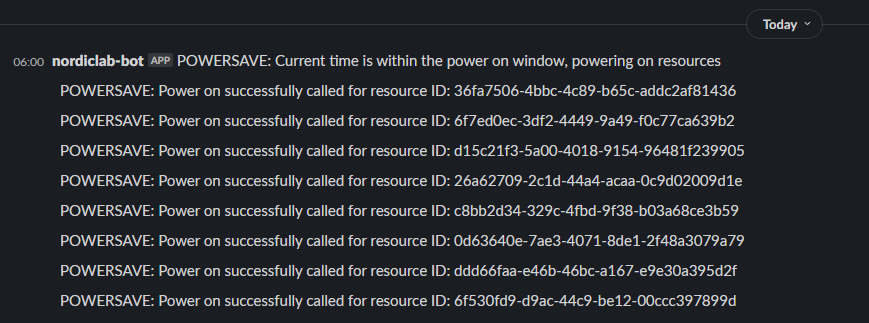 Today
06:00 nordiclab-bot APP POWERSAVE: Current time is within the power on window, powering on resources
POWERSAVE: Power on successfully called for resource ID: 36fa7506-4bbc-4c89-b65c-addc2af81436
POWERSAVE: Power on successfully called for resource ID: 6f7ed0ec-3df2-4449-9a49-f0c77ca639b2
POWERSAVE: Power on successfully called for resource ID: d15c21f3-5a00-4018-9154-96481f239905
POWERSAVE: Power on successfully called for resource ID: 26a62709-2c1d-44a4-acaa-0c9d02009d1e
POWERSAVE: Power on successfully called for resource ID: c8bb2d34-329c-4fbd-9f38-b03a68ce3b59
POWERSAVE: Power on successfully called for resource ID: 0d63640e-7ae3-4071-8de1-2f48a3079a79
POWERSAVE: Power on successfully called for resource ID: ddd66faa-e46b-46bc-a167-e9e30a395d2f
POWERSAVE: Power on successfully called for resource ID: 6f530fd9-d9ac-44c9-be12-00ccc397899d